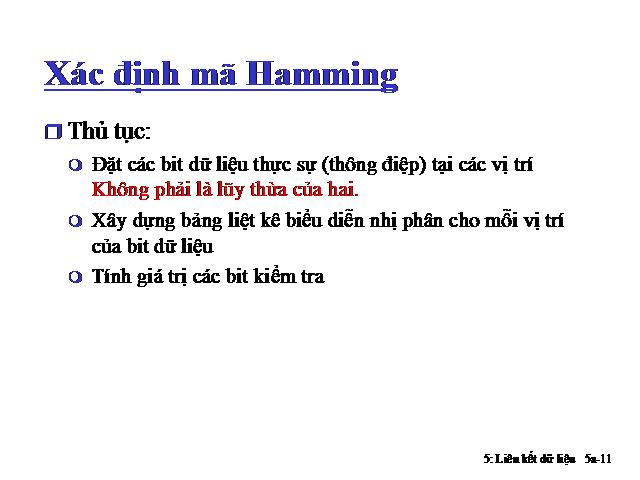 Xác định mã Hamming
Thủ tục:
Đặt các bit dữ liệu thực sự (thông điệp) tại các vị trí
Không phải là lũy thừa của hai.
Xây dựng bảng liệt kê biểu diễn nhị phân cho mỗi vị trí
của bit dữ liệu
Tính giá trị các bit kiểm tra
5: Liên kết dữ liệu 5a-11